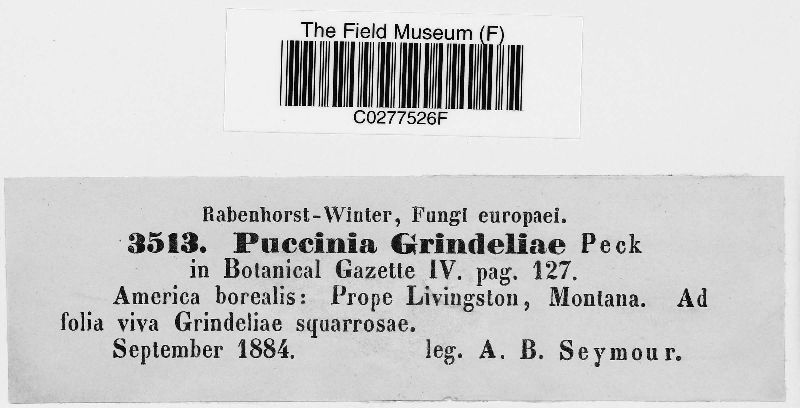 The Field Museum (F)
C0277526F
Rabenhorst-Winter, Fungi europaei.
3513. Puccinia Grindeliae Peck
in Botanical Gazette IV. pag. 127.
America borealis: Prope Livingston, Montana. Ad
folia viva Grindeliae squarrosae.
September 1884. leg. A. B. Seymour.